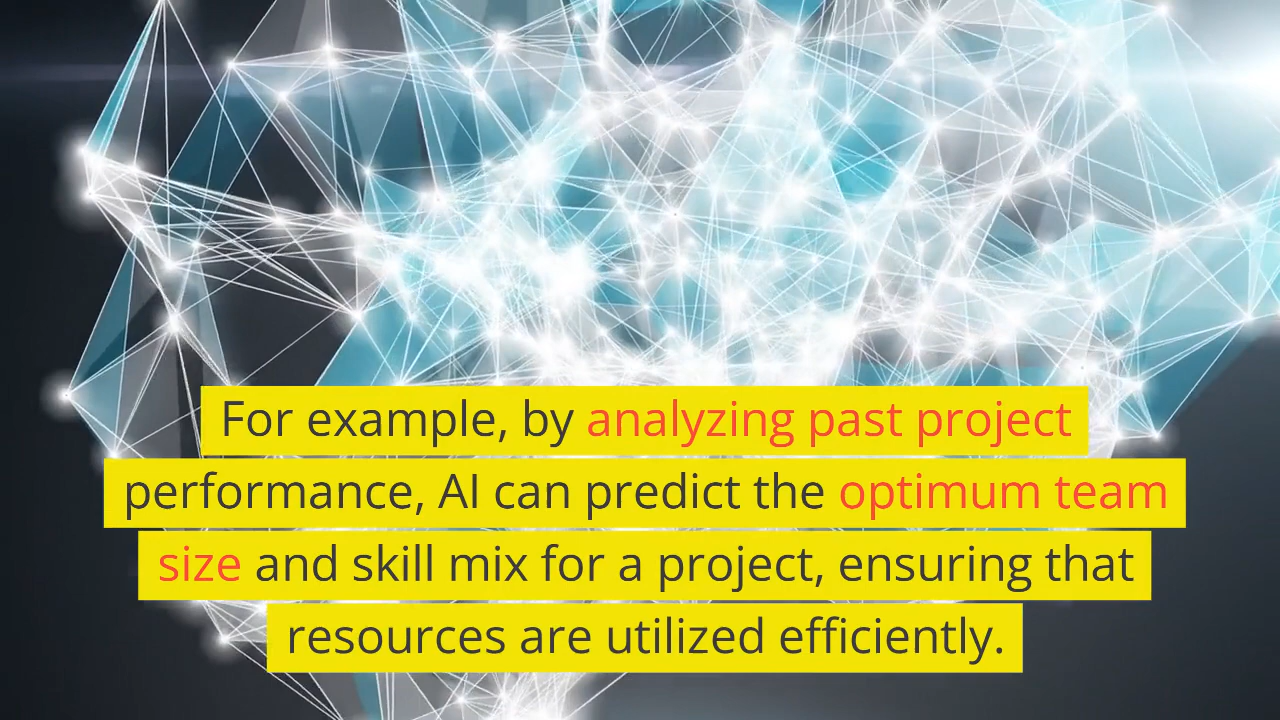 For example, by analyzing past project
performance, AI can predict the optimum team
size and skill mix for a project, ensuring that
resources are utilized efficiently.